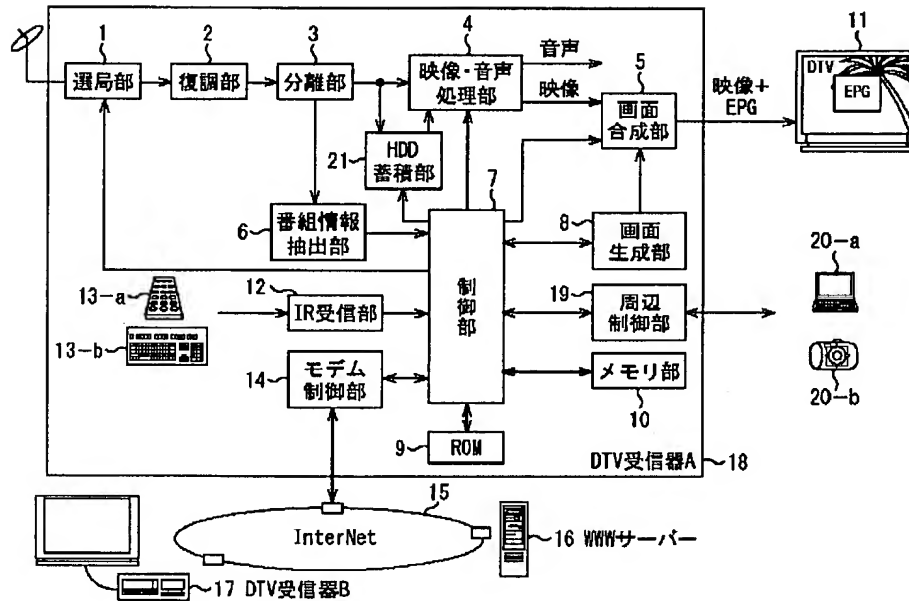 1
選局部
2
復調部
3
分離部
4
映像・音声
処理部
音声
映像
5
画面
合成部
映像+
EPG
11
DTV
EPG
21
HDD
蓄積部
6
番組情報
抽出部
7
制御部
8
画面
生成部
13-a
13-b
12
IR受信部
19
周辺
制御部
20-a
20-b
14
モデム
制御部
メモリ部
10
9
ROM
DTV受信器A
18
15
InterNet
16 WWWサーバー
17 DTV受信器B